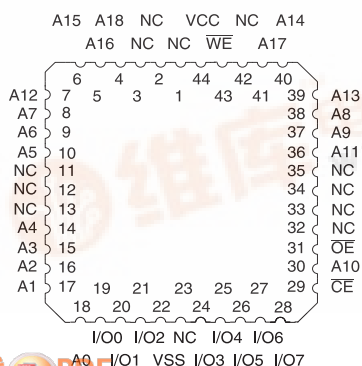 A15 A18 NC VCC NC A14
A16 NC NC WE A17
6 4 2 44 42 40
A12 7 5 3 1 43 41 39 A13
A7 8 38 A8
A6 9 37 A9
A5 10 36 A11
NC 11 35 NC
NC 12 34 NC
NC 13 33 NC
A4 14 32 NC
A3 15 31 OE
A2 16 30 A10
A1 17 19 21 23 25 27 29 CE
18 20 22 24 26 28
I/O0 I/O2 NC I/O4 I/O6
A0 I/O1 VSS I/O3 I/O5 I/O7